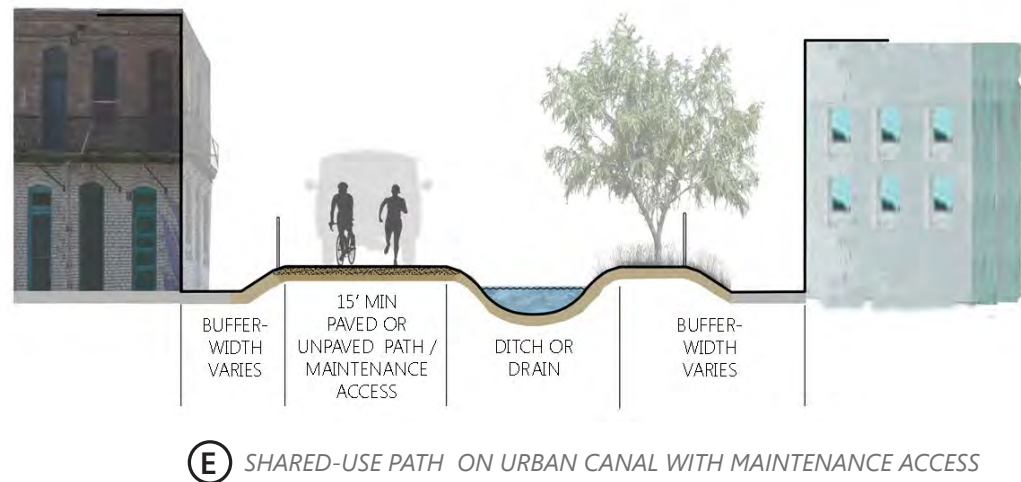 BUFFER-
WIDTH
VARIES
15' MIN
PAVED OR
UNPAVED PATH /
MAINTENANCE
ACCESS
DITCH OR
DRAIN
BUFFER-
WIDTH
VARIES
E SHARED-USE PATH ON URBAN CANAL WITH MAINTENANCE ACCESS